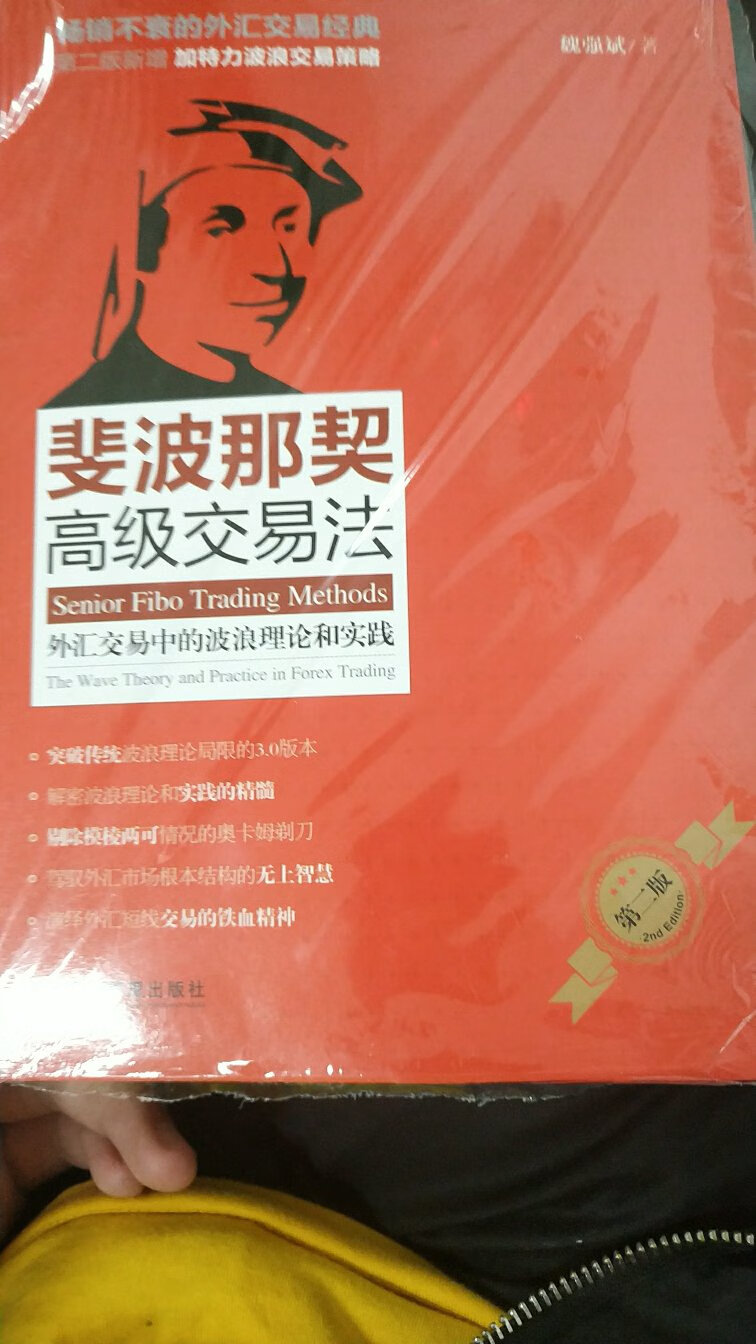 畅销不衰的外汇交易经典
第二版新增 加特力波浪交易策略
魏强斌/著
斐波那契
高级交易法
Senior Fibo Trading Methods
外汇交易中的波浪理论和实践
The Wave Theory and Practice in Forex Trading
突破传统波浪理论局限的3.0版本
解密波浪理论和实践的精髓
剔除模棱两可情况的奥卡姆剃刀
驾驭外汇市场根本结构的无上智慧
演绎外汇短线交易的铁血精神
第二版
·2nd Edition·
出版社